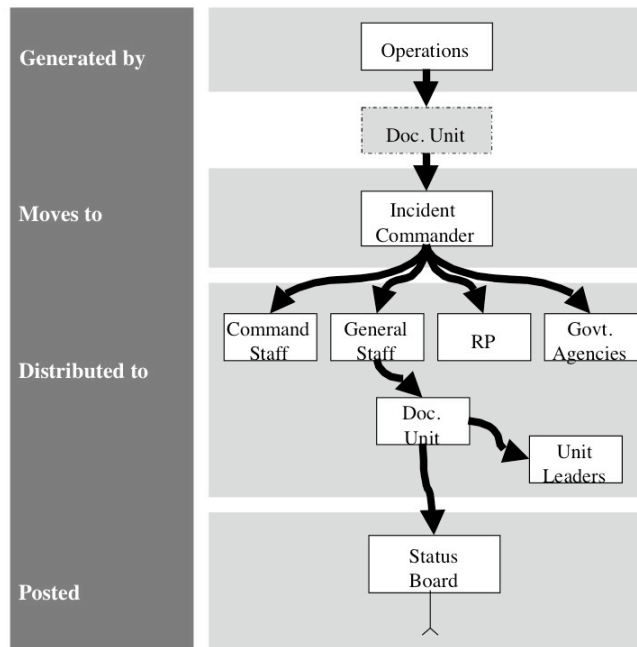 Generated by
Operations
Doc. Unit
Moves to
Incident
Commander
Command
Staff
General
Staff
RP
Govt.
Agencies
Distributed to
Doc.
Unit
Unit
Leaders
Posted
Status
Board